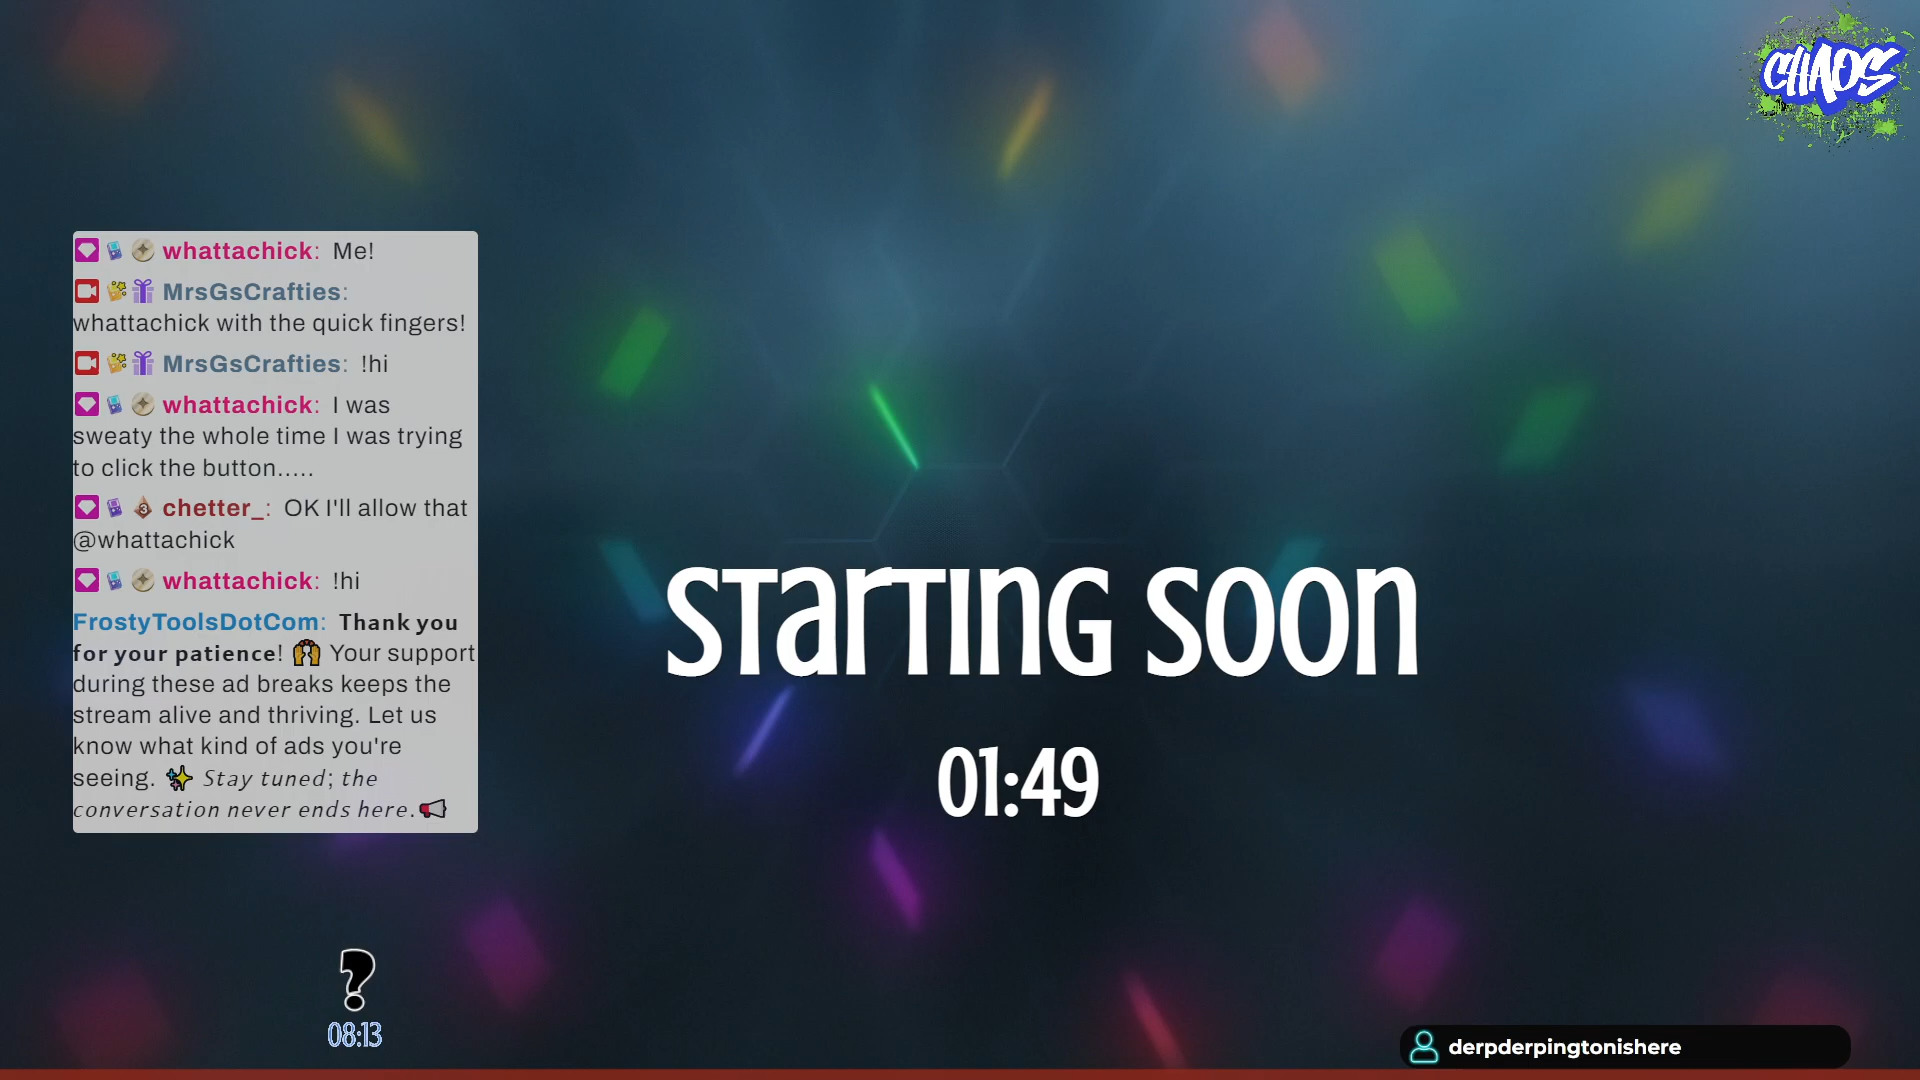 CHAOS
whattachick: Me!
MrsGsCrafties:
whattachick with the quick fingers!
MrsGsCrafties: !hi
whattachick: I was
sweaty the whole time I was trying
to click the button.....
chetter_: OK I'll allow that
@whattachick
whattachick: !hi
FrostyToolsDotCom: Thank you
for your patience! 🙌 Your support
during these ad breaks keeps the
stream alive and thriving. Let us
know what kind of ads you're
seeing. ✨ Stay tuned; the
conversation never ends here.📣
STARTING SOON
01:49
?
08:13
derpderpingtonishere